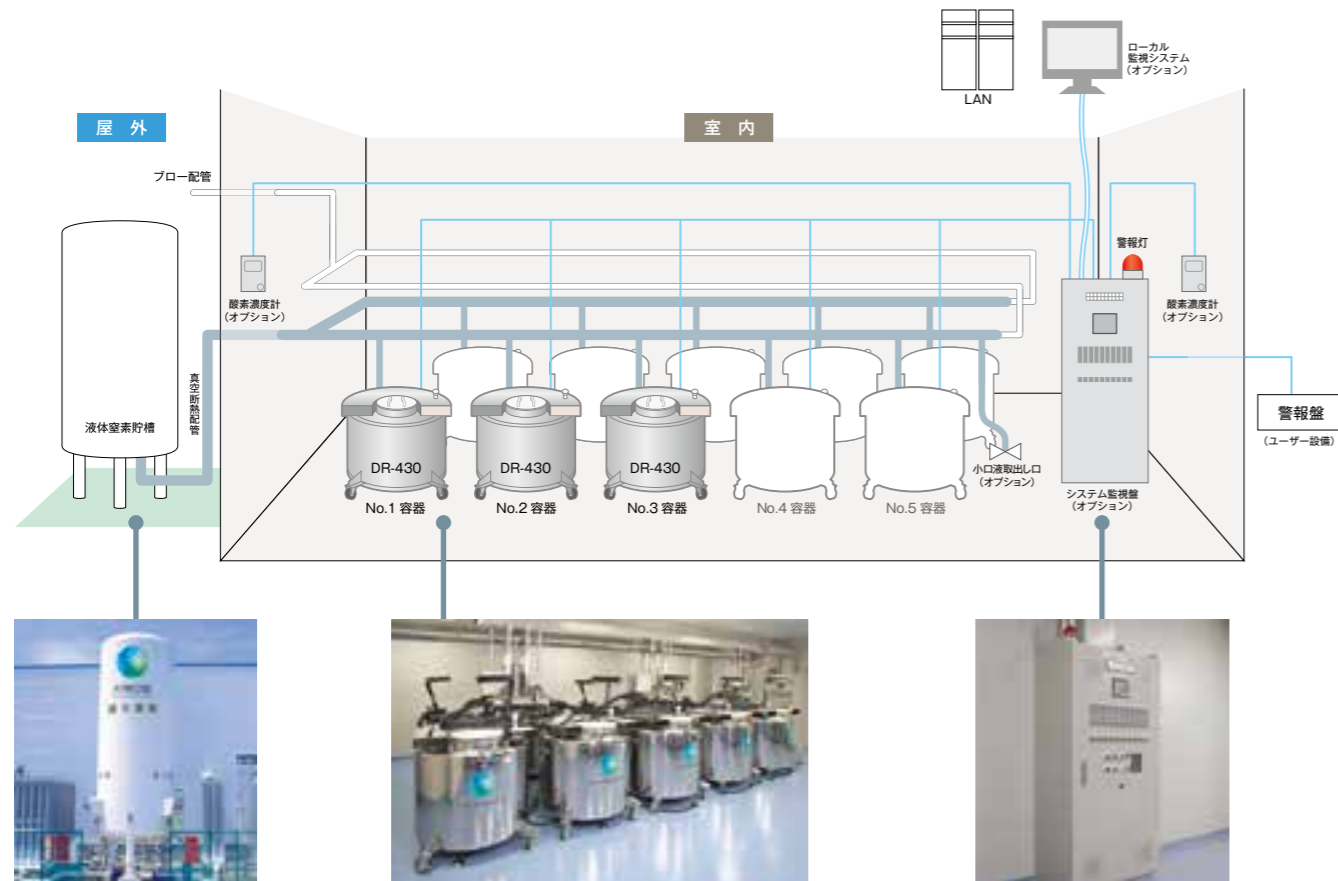 ローカル
監視システム
(オプション)
LAN
屋 外
室 内
ブロー配管
警報灯
酸素濃度計
(オプション)
酸素濃度計
(オプション)
真空断熱配管
液体窒素貯槽
警報盤
(ユーザー設備)
DR-430
DR-430
DR-430
小口液取出し口
(オプション)
No.1 容器
No.2 容器
No.3 容器
No.4 容器
No.5 容器
システム監視盤
(オプション)